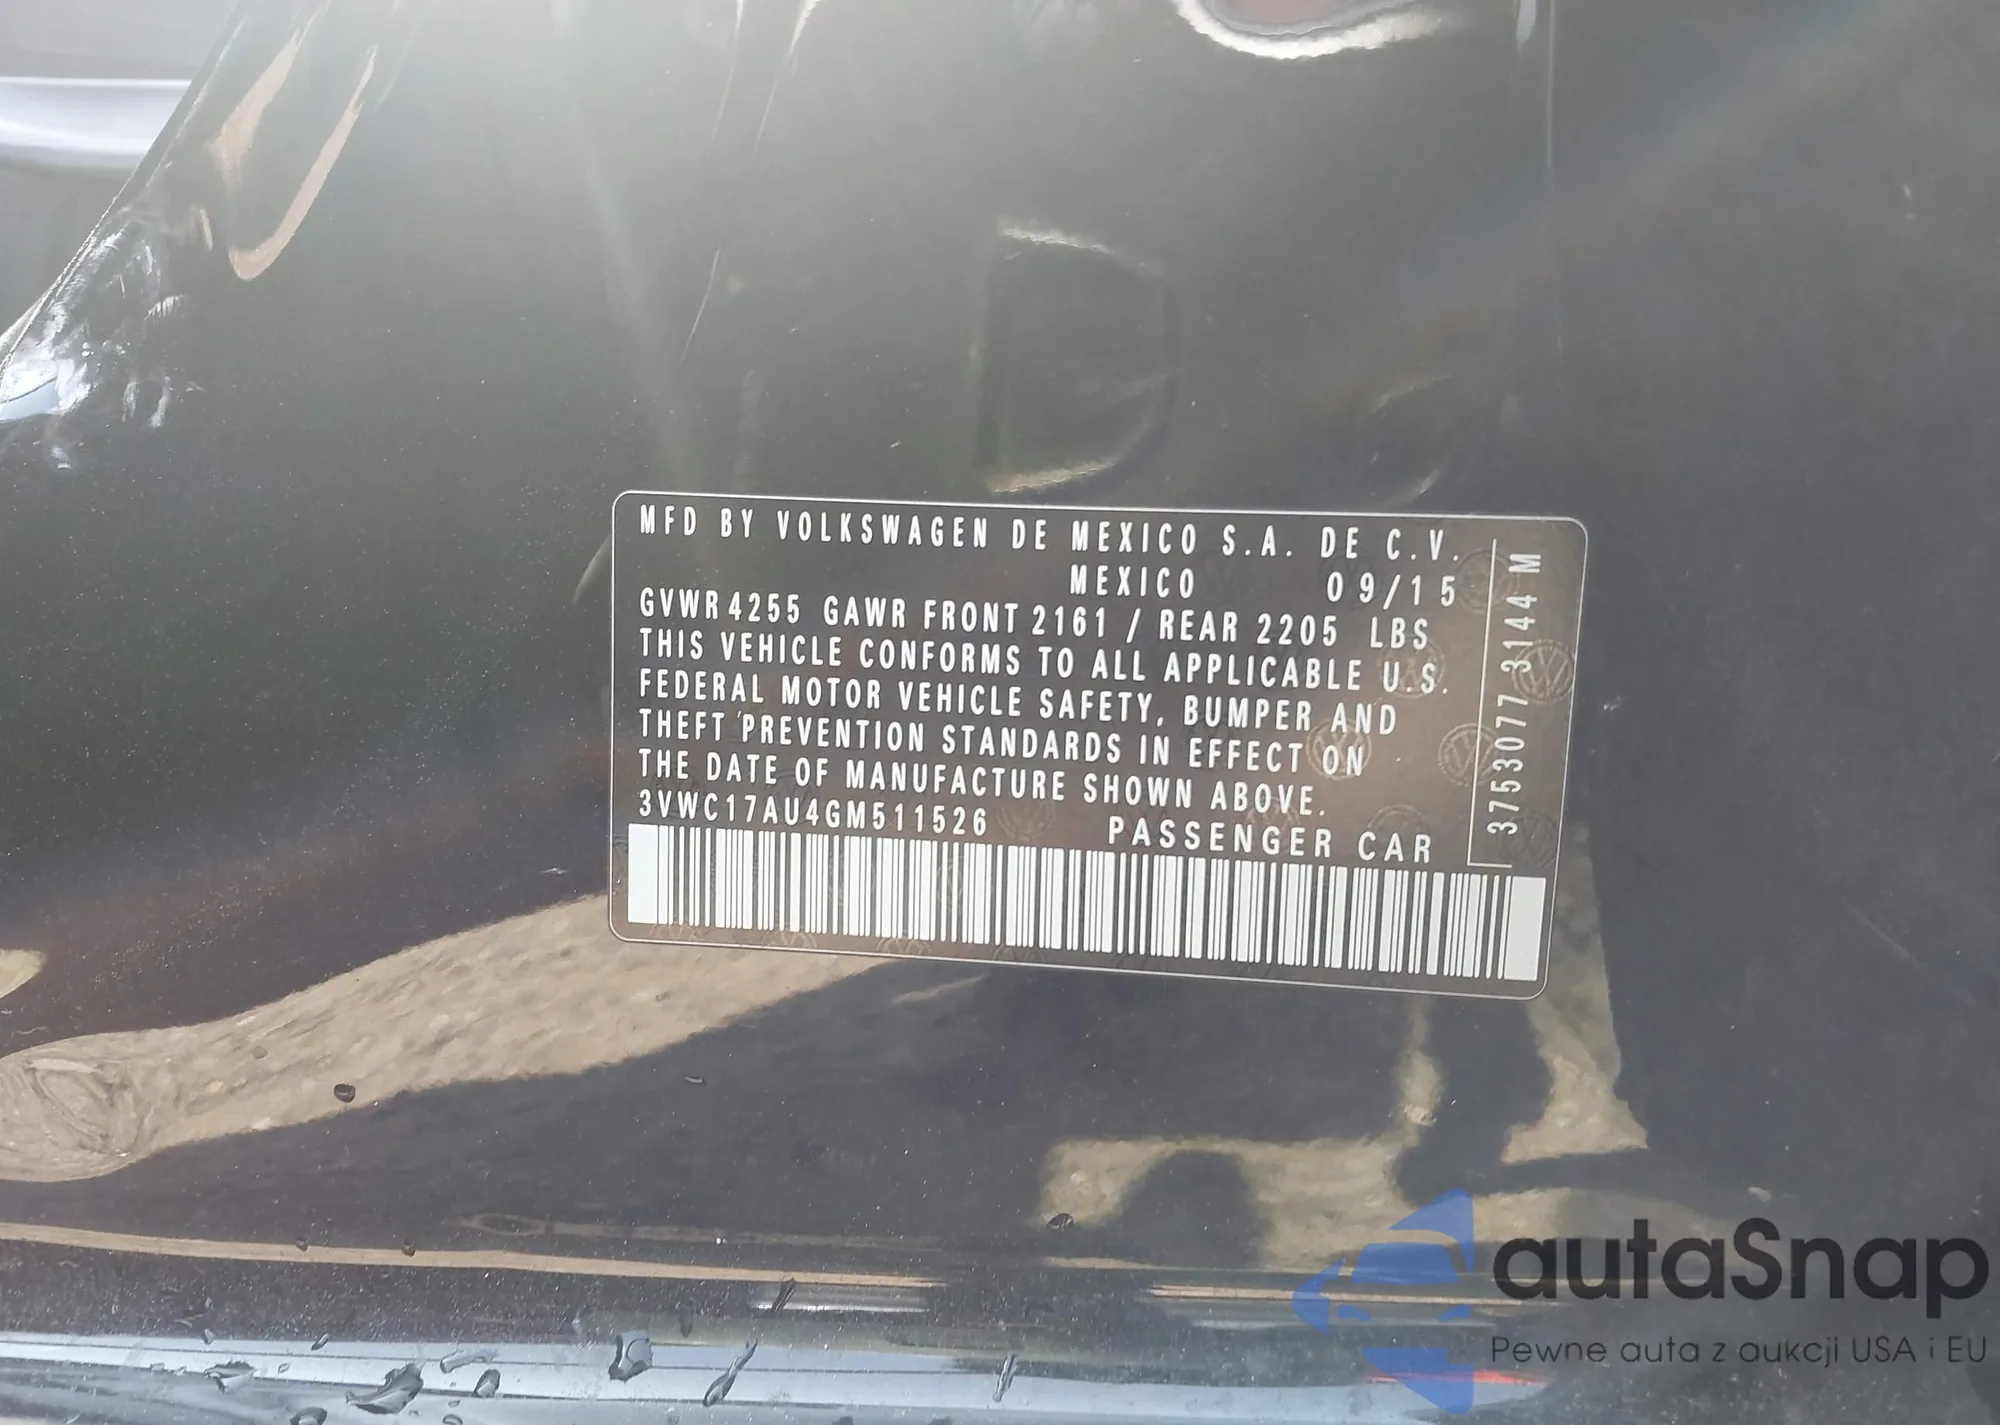 MFD BY VOLKSWAGEN DE MEXICO S.A. DE C.V.
MEXICO 09/15
GVWR 4255 GAWR FRONT 2161 / REAR 2205 LBS
THIS VEHICLE CONFORMS TO ALL APPLICABLE U.S.
FEDERAL MOTOR VEHICLE SAFETY, BUMPER AND
THEFT PREVENTION STANDARDS IN EFFECT ON
THE DATE OF MANUFACTURE SHOWN ABOVE.
3VWC17AU4GM511526
PASSENGER CAR
3753077 3144 M
autaSnap
Pewne auta z aukcji USA i EU